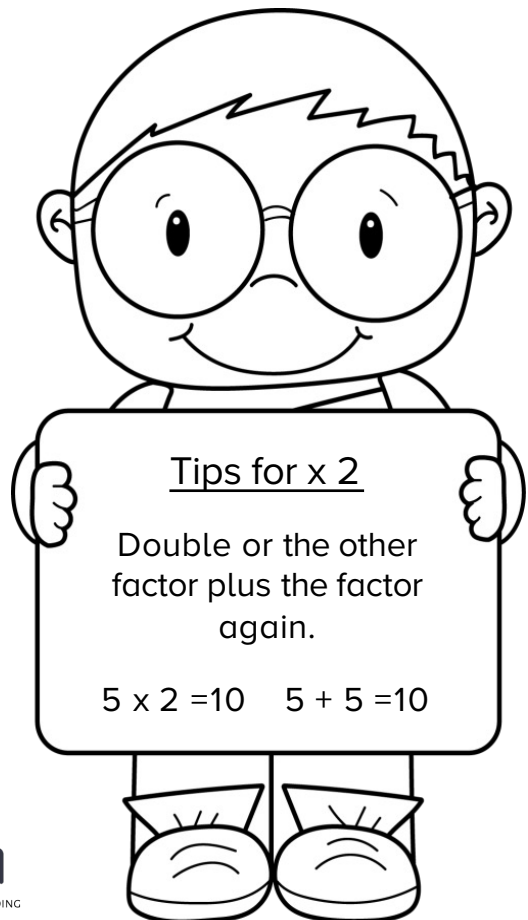 Tips for x 2
Double or the other
factor plus the factor
again.
5 x 2 =10 5 + 5 =10